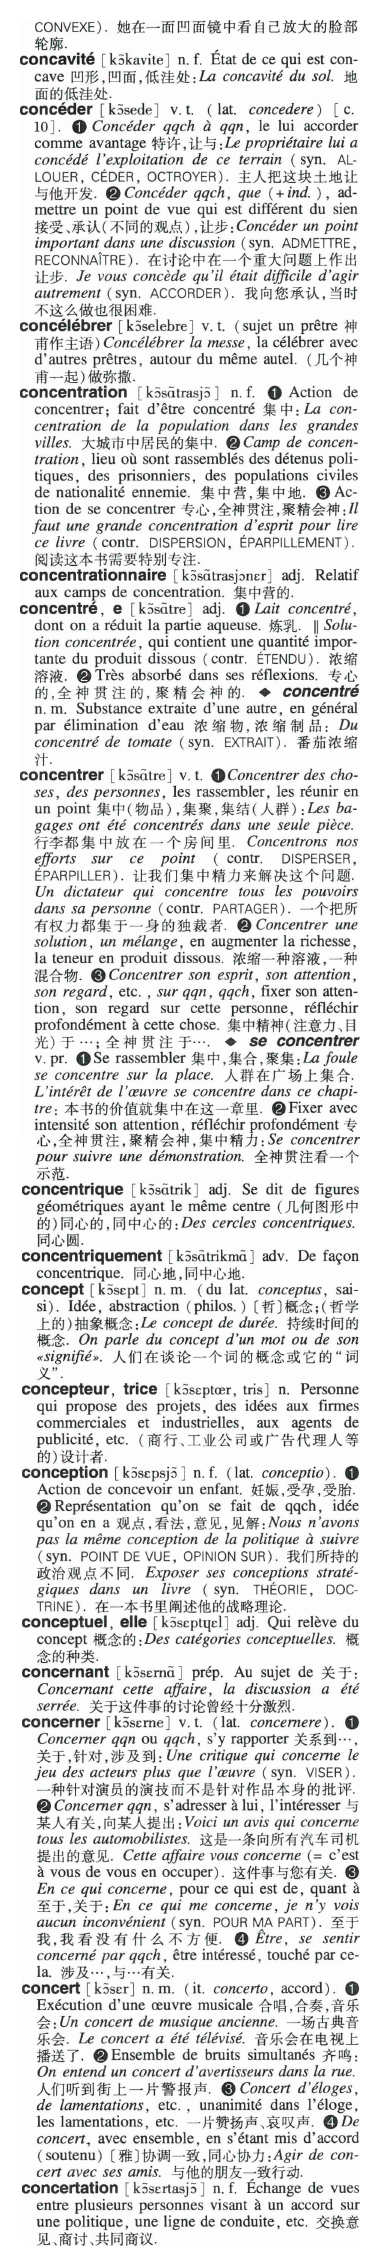 CONVEXE). 她在一面凹面镜中看自己放大的脸部
轮廓.
concavité [kɔ̃kavite] n. f. État de ce qui est con-
cave 凹形,凹面,低洼处:La concavité du sol. 地
面的低洼处.
concéder [kɔ̃sede] v. t. (lat. concedere) [c.
10]. ❶ Concéder qqch à qqn, le lui accorder
comme avantage 特许,让与:Le propriétaire lui a
concédé l'exploitation de ce terrain (syn. AL-
LOUER, CÉDER, OCTROYER). 主人把这块土地让
与他开发. ❷ Concéder qqch, que (+ind.), ad-
mettre un point de vue qui est différent du sien
接受、承认(不同的观点),让步:Concéder un point
important dans une discussion (syn. ADMETTRE,
RECONNAÎTRE). 在讨论中在一个重大问题上作出
让步. Je vous concède qu'il était difficile d'agir
autrement (syn. ACCORDER). 我向您承认,当时
不这么做也很困难.
concélébrer [kɔ̃selebre] v. t. (sujet un prêtre 神
甫作主语) Concélébrer la messe, la célébrer avec
d'autres prêtres, autour du même autel. (几个神
甫一起)做弥撒.
concentration [kɔ̃sɑ̃trasjɔ̃] n. f. ❶ Action de
concentrer; fait d'être concentré 集中:La con-
centration de la population dans les grandes
villes. 大城市中居民的集中. ❷ Camp de concen-
tration, lieu où sont rassemblés des détenus poli-
tiques, des prisonniers, des populations civiles
de nationalité ennemie. 集中营,集中地. ❸ Ac-
tion de se concentrer 专心,全神贯注,聚精会神:Il
faut une grande concentration d'esprit pour lire
ce livre (contr. DISPERSION, ÉPARPILLEMENT).
阅读这本书需要特别专注.
concentrationnaire [kɔ̃sɑ̃trasjɔnɛr] adj. Relatif
aux camps de concentration. 集中营的.
concentré, e [kɔ̃sɑ̃tre] adj. ❶ Lait concentré,
dont on a réduit la partie aqueuse. 炼乳. ‖ Solu-
tion concentrée, qui contient une quantité impor-
tante du produit dissous (contr. ÉTENDU). 浓缩
溶液. ❷ Très absorbé dans ses réflexions. 专心
的,全神贯注的,聚精会神的. ◆ concentré
n. m. Substance extraite d'une autre, en général
par élimination d'eau 浓缩物,浓缩制品: Du
concentré de tomate (syn. EXTRAIT). 番茄浓缩
汁.
concentrer [kɔ̃sɑ̃tre] v. t. ❶ Concentrer des cho-
ses, des personnes, les rassembler, les réunir en
un point 集中(物品),集聚,集结(人群):Les ba-
gages ont été concentrés dans une seule pièce.
行李都集中放在一个房间里. Concentrons nos
efforts sur ce point (contr. DISPERSER,
ÉPARPILLER). 让我们集中精力来解决这个问题.
Un dictateur qui concentre tous les pouvoirs
dans sa personne (contr. PARTAGER). 一个把所
有权力都集于一身的独裁者. ❷ Concentrer une
solution, un mélange, en augmenter la richesse,
la teneur en produit dissous. 浓缩一种溶液,一种
混合物. ❸ Concentrer son esprit, son attention,
son regard, etc., sur qqn, qqch, fixer son atten-
tion, son regard sur cette personne, réfléchir
profondément à cette chose. 集中精神(注意力、目
光)于…;全神贯注于…. ◆ se concentrer
v. pr. ❶ Se rassembler 集中,集合,聚集:La foule
se concentre sur la place. 人群在广场上集合.
L'intérêt de l'œuvre se concentre dans ce chapi-
tre: 本书的价值就集中在这一章里. ❷ Fixer avec
intensité son attention, réfléchir profondément 专
心,全神贯注,聚精会神,集中精力:Se concentrer
pour suivre une démonstration. 全神贯注看一个
示范.
concentrique [kɔ̃sɑ̃trik] adj. Se dit de figures
géométriques ayant le même centre (几何图形中
的)同心的,同中心的:Des cercles concentriques.
同心圆.
concentriquement [kɔ̃sɑ̃trikmɑ̃] adv. De façon
concentrique. 同心地,同中心地.
concept [kɔ̃sɛpt] n. m. (du lat. conceptus, sai-
si). Idée, abstraction (philos.) [哲]概念;(哲学
上的)抽象概念:Le concept de durée. 持续时间的
概念. On parle du concept d'un mot ou de son
«signifié». 人们在谈论一个词的概念或它的“词
义”.
concepteur, trice [kɔ̃sɛptœr, tris] n. Personne
qui propose des projets, des idées aux firmes
commerciales et industrielles, aux agents de
publicité, etc. (商行、工业公司或广告代理人等
的)设计者.
conception [kɔ̃sɛpsjɔ̃] n. f. (lat. conceptio). ❶
Action de concevoir un enfant. 妊娠,受孕,受胎.
❷ Représentation qu'on se fait de qqch, idée
qu'on en a 观点,看法,意见,见解:Nous n'avons
pas la même conception de la politique à suivre
(syn. POINT DE VUE, OPINION SUR). 我们所持的
政治观点不同. Exposer ses conceptions straté-
giques dans un livre (syn. THÉORIE, DOC-
TRINE). 在一本书里阐述他的战略理论.
conceptuel, elle [kɔ̃sɛptɥɛl] adj. Qui relève du
concept 概念的:Des catégories conceptuelles. 概
念的种类.
concernant [kɔ̃sɛrnɑ̃] prép. Au sujet de 关于:
Concernant cette affaire, la discussion a été
serrée. 关于这件事的讨论曾经十分激烈.
concerner [kɔ̃sɛrne] v. t. (lat. concernere). ❶
Concerner qqn ou qqch, s'y rapporter 关系到…,
关于,针对,涉及到:Une critique qui concerne le
jeu des acteurs plus que l'œuvre (syn. VISER).
一种针对演员的演技而不是针对作品本身的批评.
❷ Concerner qqn, s'adresser à lui, l'intéresser 与
某人有关,向某人提出:Voici un avis qui concerne
tous les automobilistes. 这是一条向所有汽车司机
提出的意见. Cette affaire vous concerne (= c'est
à vous de vous en occuper). 这件事与您有关. ❸
En ce qui concerne, pour ce qui est de, quant à
至于,关于:En ce qui me concerne, je n'y vois
aucun inconvénient (syn. POUR MA PART). 至于
我,我看没有什么不方便. ❹ Être, se sentir
concerné par qqch, être intéressé, touché par ce-
la. 涉及…,与…有关.
concert [kɔ̃sɛr] n. m. (it. concerto, accord). ❶
Exécution d'une œuvre musicale 合唱,合奏,音乐
会:Un concert de musique ancienne. 一场古典音
乐会. Le concert a été télévisé. 音乐会在电视上
播送了. ❷ Ensemble de bruits simultanés 齐鸣:
On entend un concert d'avertisseurs dans la rue.
人们听到街上一片警报声. ❸ Concert d'éloges,
de lamentations, etc., unanimité dans l'éloge,
les lamentations, etc. 一片赞扬声、哀叹声. ❹ De
concert, avec ensemble, en s'étant mis d'accord
(soutenu) [雅]协调一致,同心协力:Agir de con-
cert avec ses amis. 与他的朋友一致行动.
concertation [kɔ̃sɛrtasjɔ̃] n. f. Échange de vues
entre plusieurs personnes visant à un accord sur
une politique, une ligne de conduite, etc. 交换意
见、商讨、共同商议.